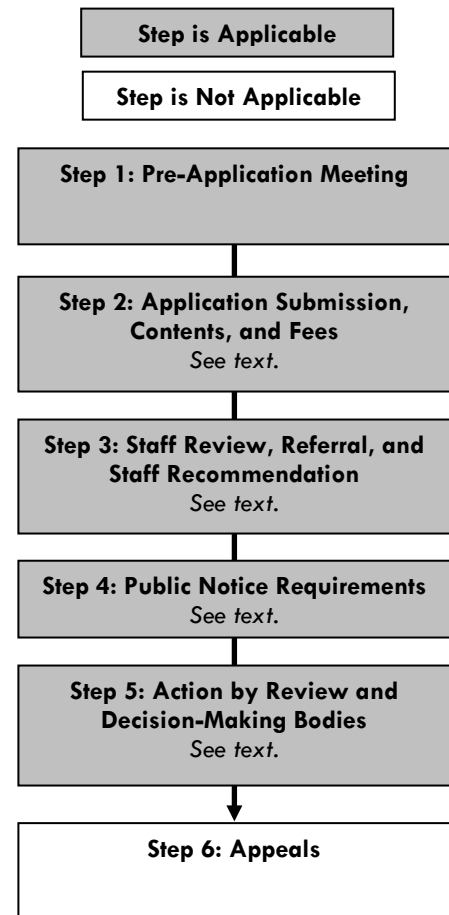 Step is Applicable
Step is Not Applicable
Step 1: Pre-Application Meeting
Step 2: Application Submission,
Contents, and Fees
See text.
Step 3: Staff Review, Referral, and
Staff Recommendation
See text.
Step 4: Public Notice Requirements
See text.
Step 5: Action by Review and
Decision-Making Bodies
See text.
Step 6: Appeals